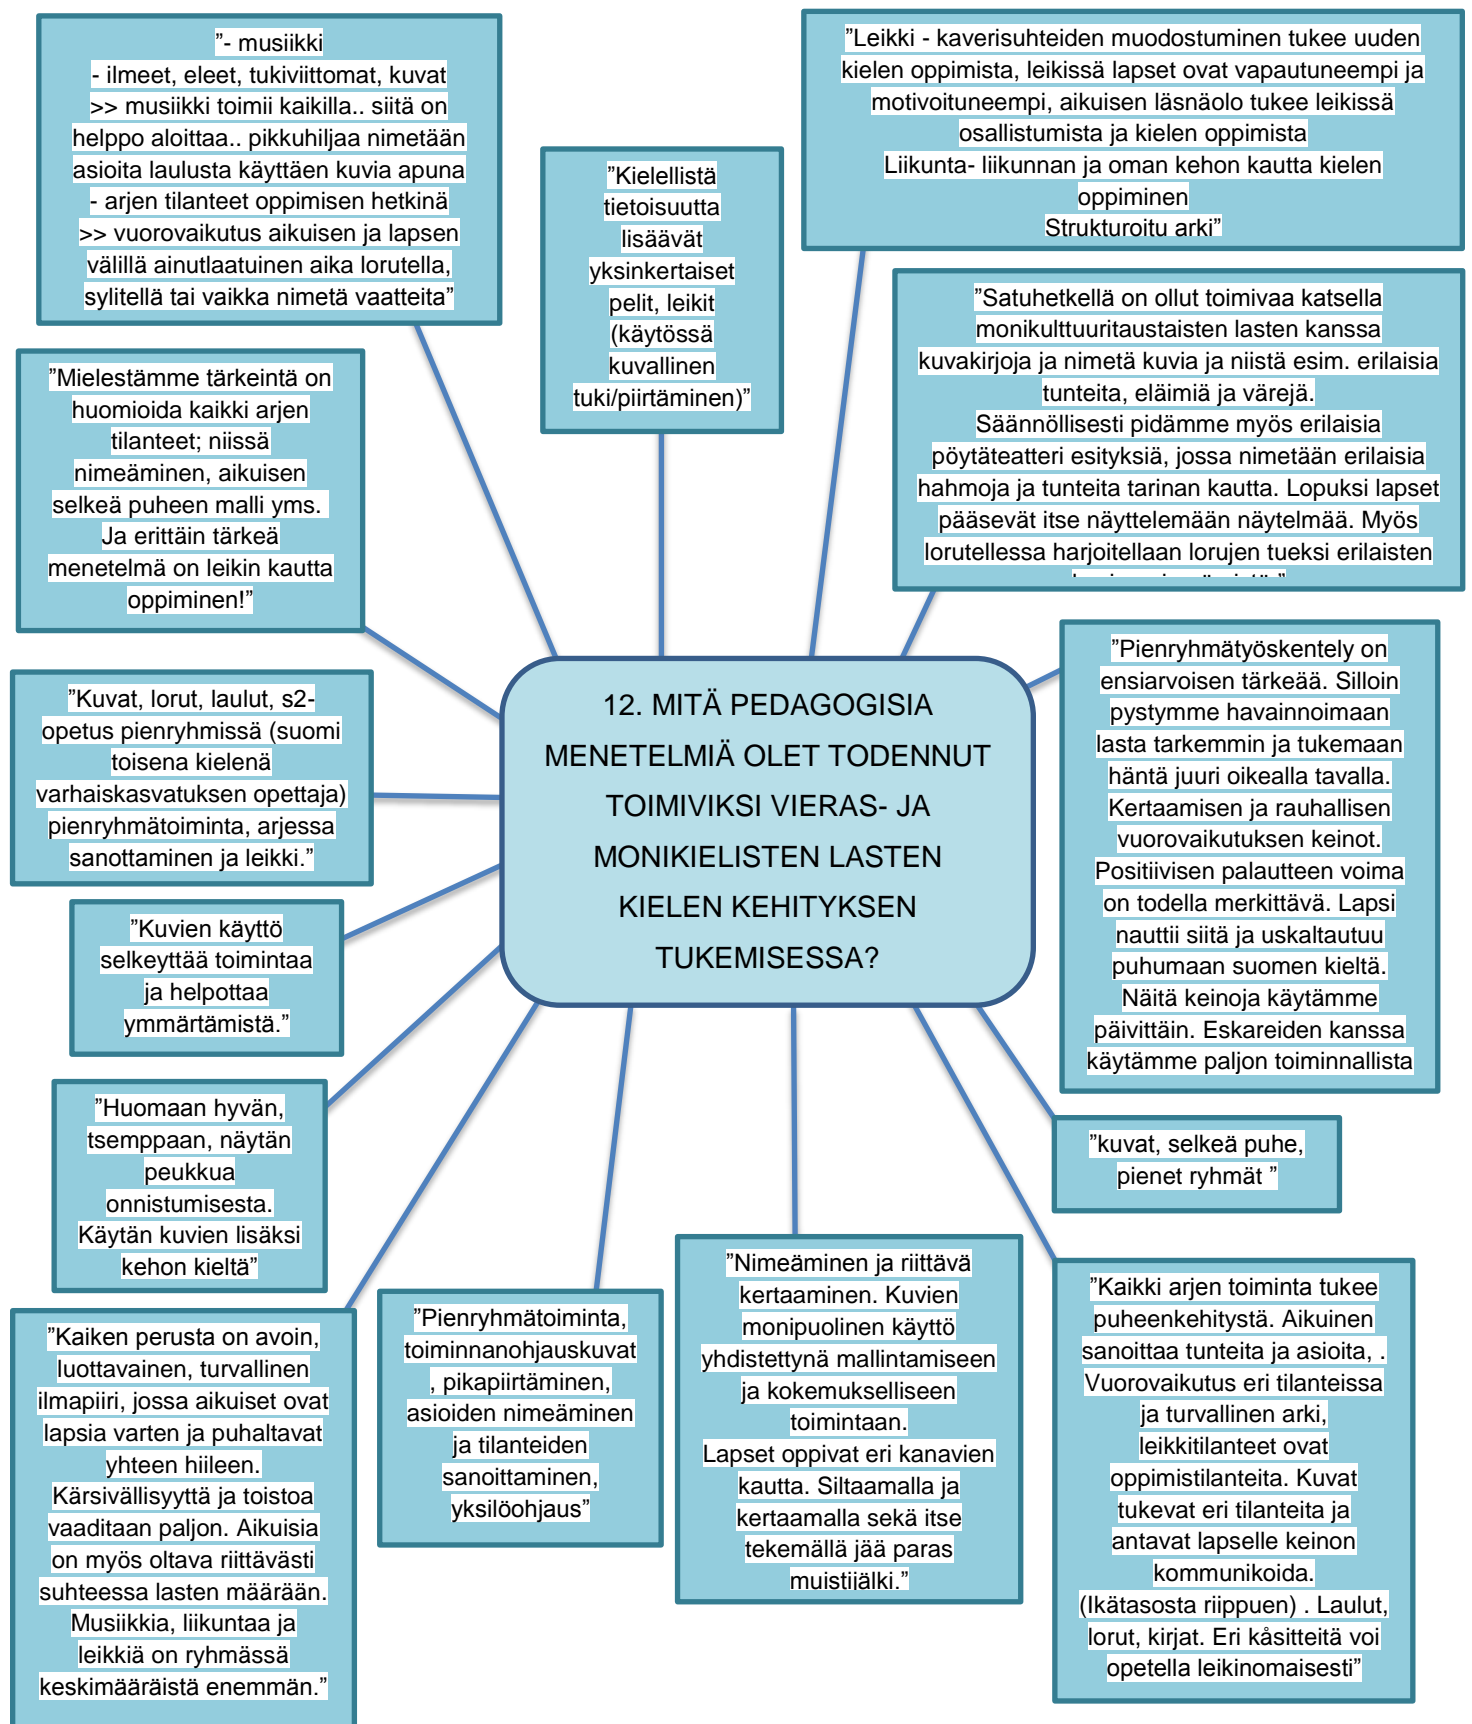 ”- musiikki
- ilmeet, eleet, tukiviittomat, kuvat
>> musiikki toimii kaikilla.. siitä on
helppo aloittaa.. pikkuhiljaa nimetään
asioita laulusta käyttäen kuvia apuna
- arjen tilanteet oppimisen hetkinä
>> vuorovaikutus aikuisen ja lapsen
välillä ainutlaatuinen aika lorutella,
sylitellä tai vaikka nimetä vaatteita”
”Kielellistä
tietoisuutta
lisäävät
yksinkertaiset
pelit, leikit
(käytössä
kuvallinen
tuki/piirtäminen)”
”Leikki - kaverisuhteiden muodostuminen tukee uuden
kielen oppimista, leikissä lapset ovat vapautuneempi ja
motivoituneempi, aikuisen läsnäolo tukee leikissä
osallistumista ja kielen oppimista
Liikunta- liikunnan ja oman kehon kautta kielen
oppiminen
Strukturoitu arki”
”Satuhetkellä on ollut toimivaa katsella
monikulttuuritaustaisten lasten kanssa
kuvakirjoja ja nimetä kuvia ja niistä esim. erilaisia
tunteita, eläimiä ja värejä.
Säännöllisesti pidämme myös erilaisia
pöytäteatteri esityksiä, jossa nimetään erilaisia
hahmoja ja tunteita tarinan kautta. Lopuksi lapset
pääsevät itse näyttelemään näytelmää. Myös
lorutellessa harjoitellaan lorujen tueksi erilaisten
”Mielestämme tärkeintä on
huomioida kaikki arjen
tilanteet; niissä
nimeäminen, aikuisen
selkeä puheen malli yms.
Ja erittäin tärkeä
menetelmä on leikin kautta
oppiminen!”
12. MITÄ PEDAGOGISIA
MENETELMIÄ OLET TODENNUT
TOIMIVIKSI VIERAS- JA
MONIKIELISTEN LASTEN
KIELEN KEHITYKSEN
TUKEMISESSA?
”Pienryhmätyöskentely on
ensiarvoisen tärkeää. Silloin
pystymme havainnoimaan
lasta tarkemmin ja tukemaan
häntä juuri oikealla tavalla.
Kertaamisen ja rauhallisen
vuorovaikutuksen keinot.
Positiivisen palautteen voima
on todella merkittävä. Lapsi
nauttii siitä ja uskaltautuu
puhumaan suomen kieltä.
Näitä keinoja käytämme
päivittäin. Eskareiden kanssa
käytämme paljon toiminnallista
”Kuvat, lorut, laulut, s2-
opetus pienryhmissä (suomi
toisena kielenä
varhaiskasvatuksen opettaja)
pienryhmätoiminta, arjessa
sanottaminen ja leikki.”
”Kuvien käyttö
selkeyttää toimintaa
ja helpottaa
ymmärtämistä.”
”Huomaan hyvän,
tsemppaan, näytän
peukkua
onnistumisesta.
Käytän kuvien lisäksi
kehon kieltä”
”kuvat, selkeä puhe,
pienet ryhmät ”
”Kaiken perusta on avoin,
luottavainen, turvallinen
ilmapiiri, jossa aikuiset ovat
lapsia varten ja puhaltavat
yhteen hiileen.
Kärsivällisyyttä ja toistoa
vaaditaan paljon. Aikuisia
on myös oltava riittävästi
suhteessa lasten määrään.
Musiikkia, liikuntaa ja
leikkiä on ryhmässä
keskimääräistä enemmän.”
”Pienryhmätoiminta,
toiminnanohjauskuvat
, pikapiirtäminen,
asioiden nimeäminen
ja tilanteiden
sanoittaminen,
yksilöohjaus”
”Nimeäminen ja riittävä
kertaaminen. Kuvien
monipuolinen käyttö
yhdistettynä mallintamiseen
ja kokemukselliseen
toimintaan.
Lapset oppivat eri kanavien
kautta. Siltaamalla ja
kertaamalla sekä itse
tekemällä jää paras
muistijälki.”
”Kaikki arjen toiminta tukee
puheenkehitystä. Aikuinen
sanoittaa tunteita ja asioita, .
Vuorovaikutus eri tilanteissa
ja turvallinen arki,
leikkitilanteet ovat
oppimistilanteita. Kuvat
tukevat eri tilanteita ja
antavat lapselle keinon
kommunikoida.
(Ikätasosta riippuen) . Laulut,
lorut, kirjat. Eri kåsitteitä voi
opetella leikinomaisesti”